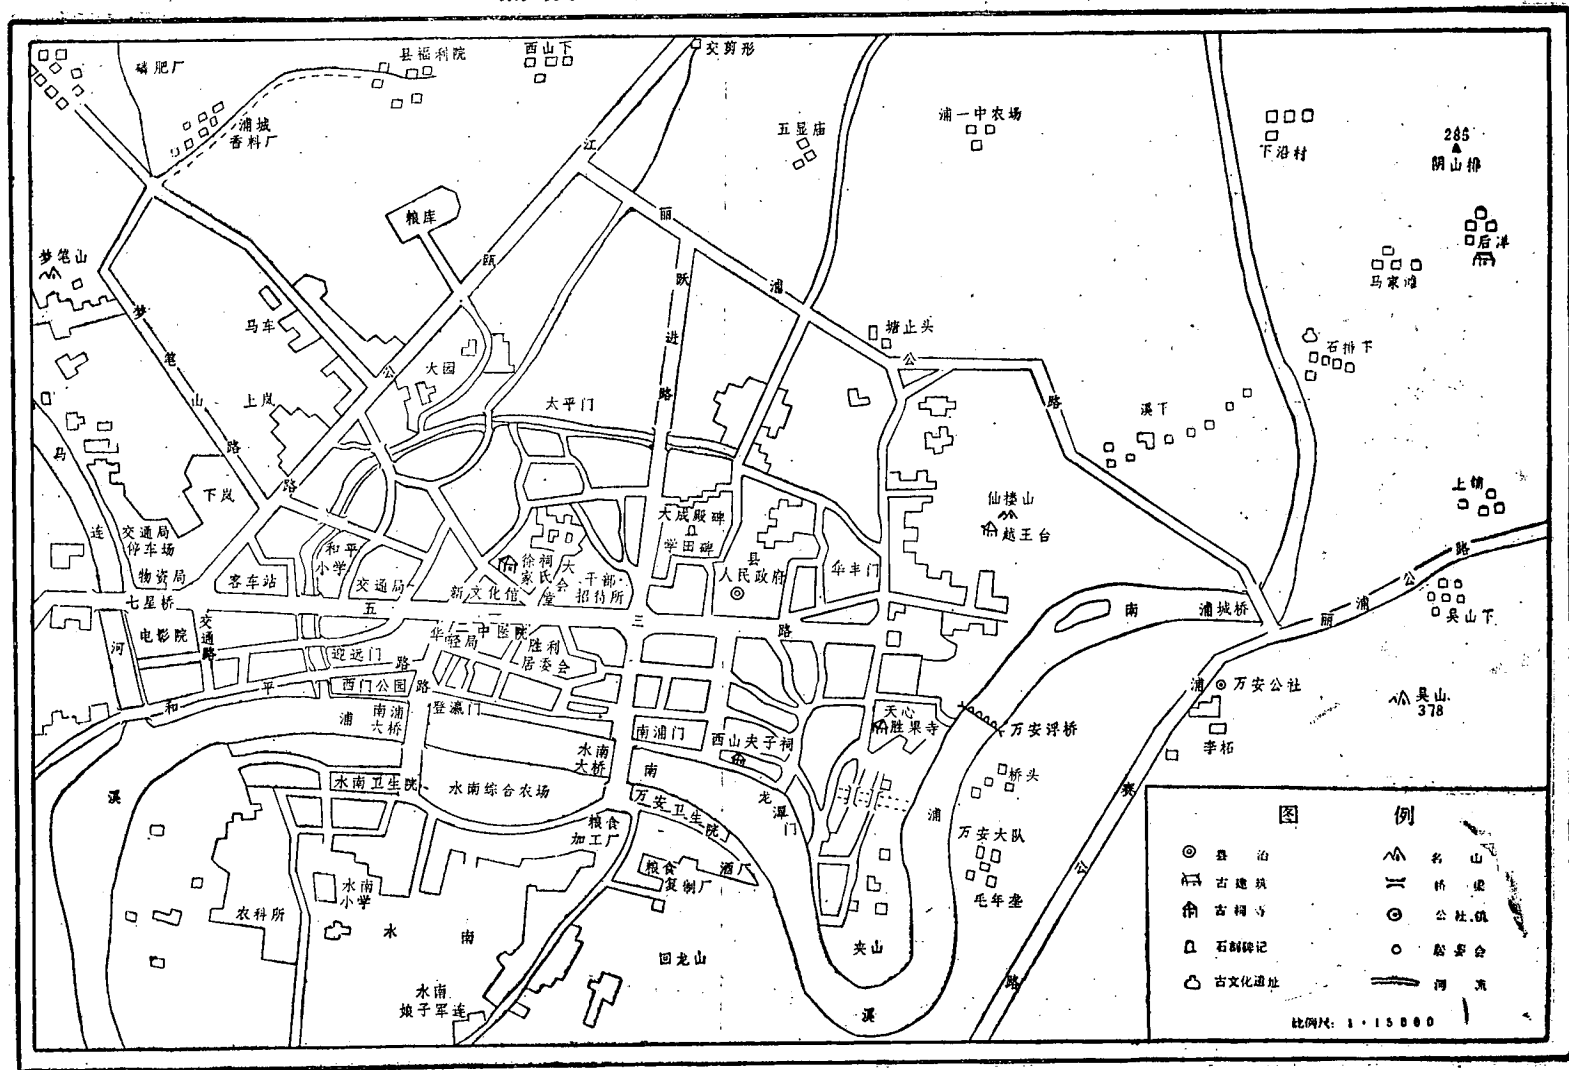 磷肥厂
县福利院
西山下
交剪形
浦城
香料厂
五显庙
浦一中农场
下沿村
285
阴山排
后洋
马家滩
粮库
梦笔山
江
瓯
公
路
丽
浦
公
路
跃
进
路
马车
梦
笔
山
路
大园
塘止头
石排下
上岚
太平门
溪下
下岚
仙楼山
越王台
马
连
河
交通局
停车场
物资局
七星桥
客车站
和平
小学
交通局
新文化馆
徐祠
家氏
大
会
堂
干部
招待所
大成殿碑
学田碑
县
人民政府
华丰门
五
一
三
路
南
浦城桥
丽
浦
公
路
吴山下
电影院
交
通
路
迎远门
中医院
胜利
居委会
和
平
路
西门公园
路
登瀛门
南浦
大桥
浦
水南
大桥
南浦门
西山夫子祠
天心
胜果寺
万安浮桥
浦
万安公社
吴山
378
李柘
桥头
溪
水南卫生院
水南综合农场
南
万安卫生院
龙
潭
门
浦
万安大队
毛年垄
粮食
加工厂
粮食
复制厂
酒厂
农科所
水南
小学
水
南
回龙山
夹山
溪
水南
娘子军连
赛
公
路
图 例
县 治
名 山
古建筑
桥 梁
古祠寺
公社.镇
石刻碑记
居委会
古文化遗址
河 流
比例尺: 1·15000